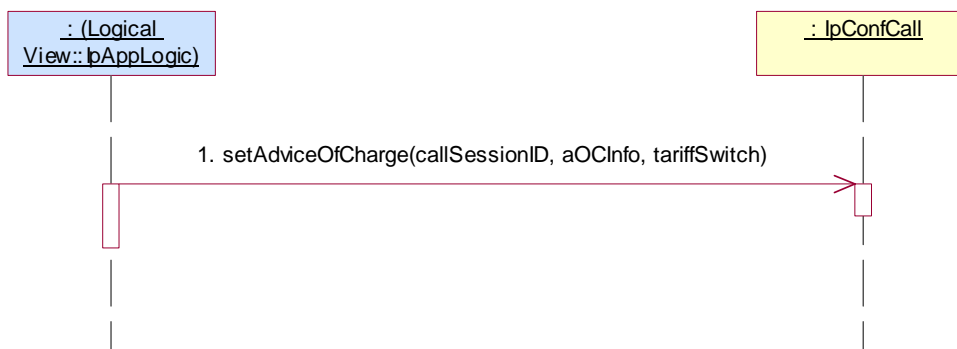 : (Logical
View::IpAppLogic)
: IpConfCall
1. setAdviceOfCharge(callSessionID, aOCInfo, tariffSwitch)